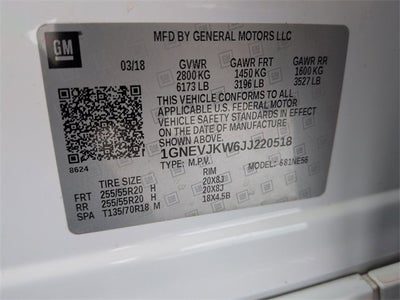 GM
MFD BY GENERAL MOTORS LLC
03/18 GVWR GAWR FRT GAWR RR
2800 KG 1450 KG 1600 KG
6173 LB 3196 LB 3527 LB
THIS VEHICLE CONFORMS TO ALL
APPLICABLE U.S. FEDERAL MOTOR
VEHICLE SAFETY STANDARDS IN EFFECT
ON THE DATE OF MANUFACTURE
SHOWN ABOVE.
1GNEVJKW6JJ220518
8624 TYPE: M.P.V. MODEL: 
TIRE SIZE RIM
FRT 255/55R20 H 20X8J
RR 255/55R20 H 20X8J
SPA T135/70R18 M 18X4.5B